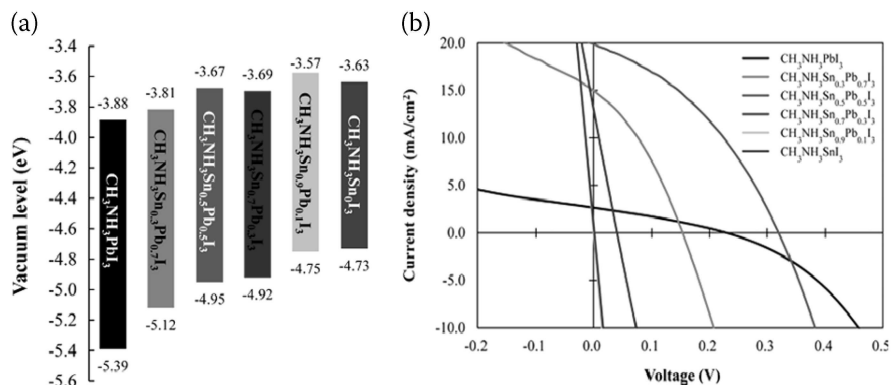 (a)
Vacuum level (eV)
-3.4
-3.6
-3.8
-4.0
-4.2
-4.4
-4.6
-4.8
-5.0
-5.2
-5.4
-5.6
-3.88
-3.81
-3.67
-3.69
-3.57
-3.63
CH₃NH₃PbI₃
CH₃NH₃Sn₀.₃Pb₀.₇I₃
CH₃NH₃Sn₀.₅Pb₀.₅I₃
CH₃NH₃Sn₀.₇Pb₀.₃I₃
CH₃NH₃Sn₀.₉Pb₀.₁I₃
CH₃NH₃Sn₀I₃
-5.39
-5.12
-4.95
-4.92
-4.75
-4.73
(b)
Current density (mA/cm²)
20.0
15.0
10.0
5.0
0.0
-5.0
-10.0
CH₃NH₃PbI₃
CH₃NH₃Sn₀.₃Pb₀.₇I₃
CH₃NH₃Sn₀.₅Pb₀.₅I₃
CH₃NH₃Sn₀.₇Pb₀.₃I₃
CH₃NH₃Sn₀.₉Pb₀.₁I₃
CH₃NH₃SnI₃
-0.2 -0.1 0.0 0.1 0.2 0.3 0.4 0.5
Voltage (V)